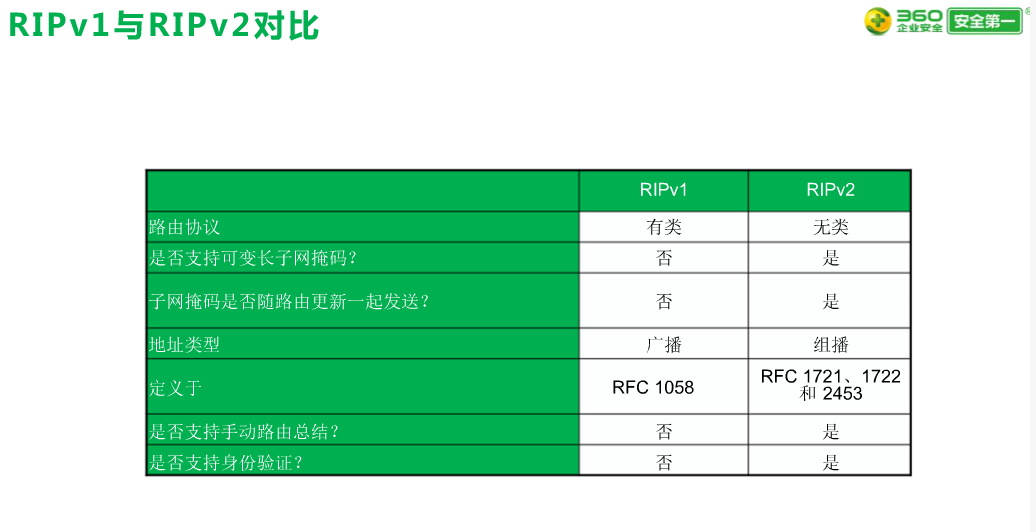 RIPv1与RIPv2对比
360
企业安全
安全第一
RIPv1 RIPv2
路由协议 有类 无类
是否支持可变长子网掩码? 否 是
子网掩码是否随路由更新一起发送? 否 是
地址类型 广播 组播
定义于 RFC 1058 RFC 1721、1722
和 2453
是否支持手动路由总结? 否 是
是否支持身份验证? 否 是